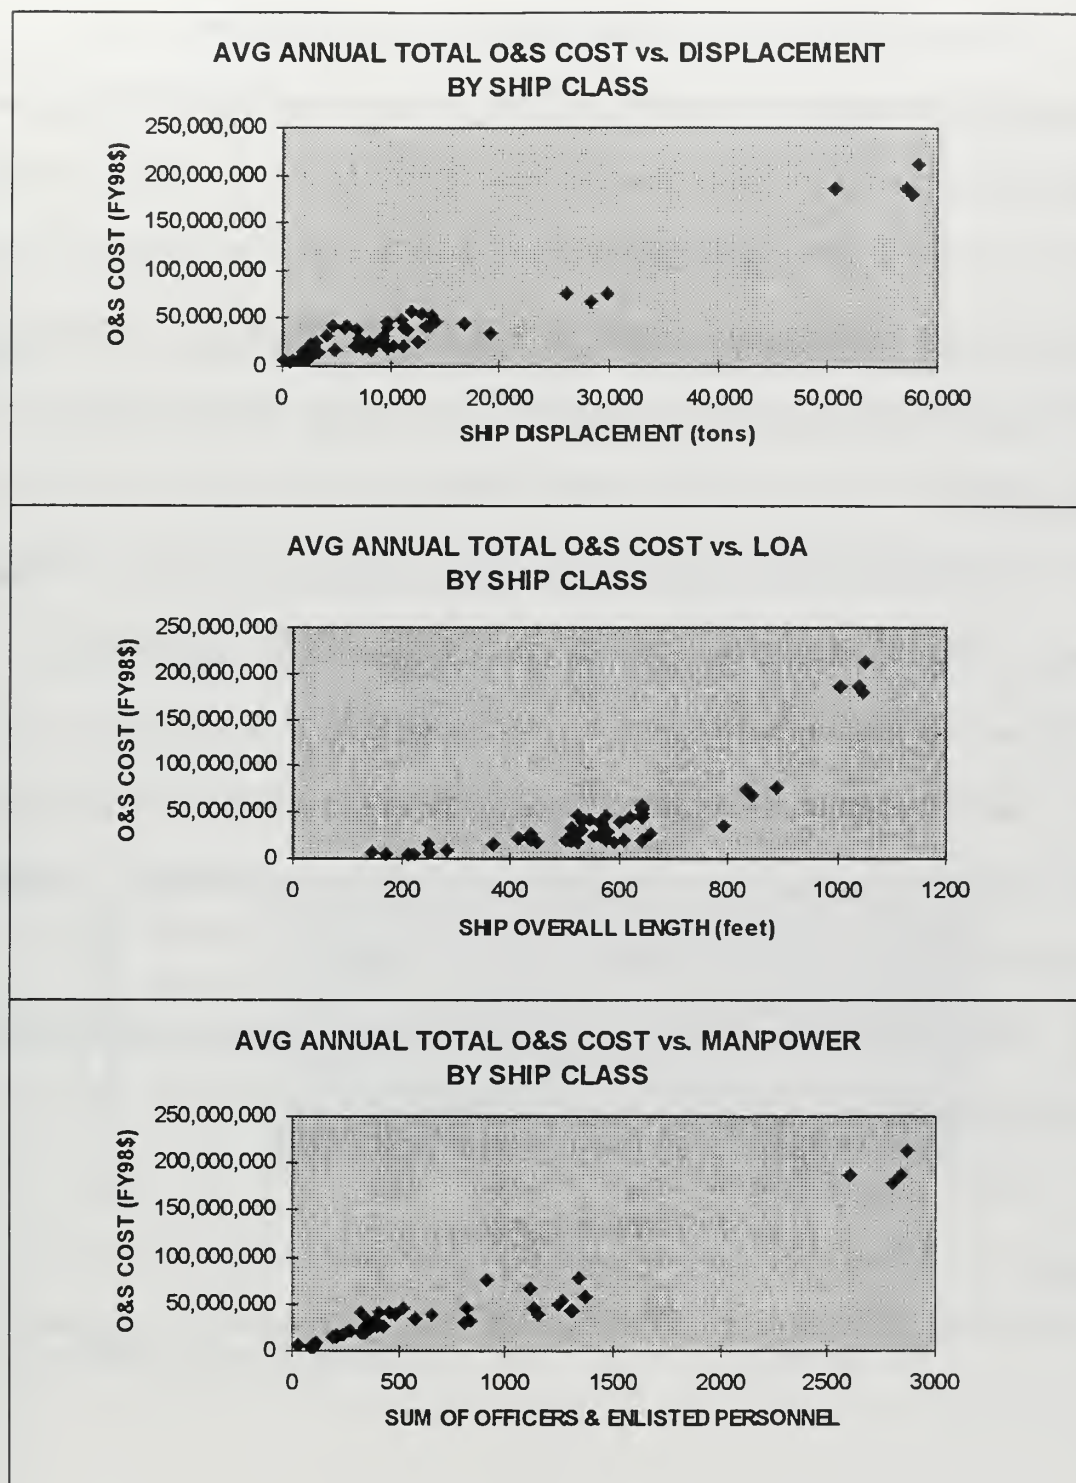 AVG ANNUAL TOTAL O&S COST vs. DISPLACEMENT
BY SHIP CLASS
O&S COST (FY98$)
250,000,000
200,000,000
150,000,000
100,000,000
50,000,000
0
0 10,000 20,000 30,000 40,000 50,000 60,000
SHIP DISPLACEMENT (tons)
AVG ANNUAL TOTAL O&S COST vs. LOA
BY SHIP CLASS
O&S COST (FY98$)
250,000,000
200,000,000
150,000,000
100,000,000
50,000,000
0
0 200 400 600 800 1000 1200
SHIP OVERALL LENGTH (feet)
AVG ANNUAL TOTAL O&S COST vs. MANPOWER
BY SHIP CLASS
O&S COST (FY98$)
250,000,000
200,000,000
150,000,000
100,000,000
50,000,000
0
0 500 1000 1500 2000 2500 3000
SUM OF OFFICERS & ENLISTED PERSONNEL